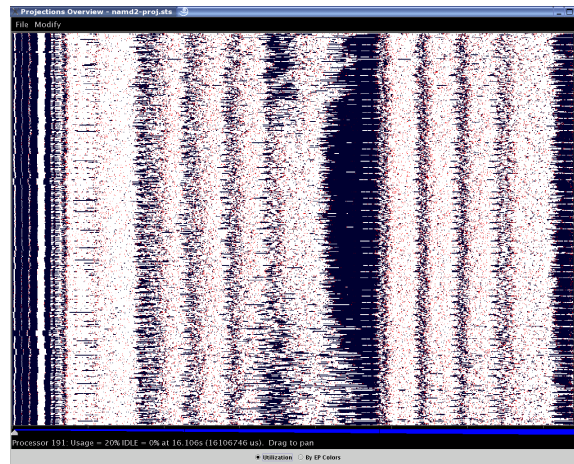 Projections Overview - namd2-proj.sts
File Modify
Processor 191: Usage = 20% IDLE = 0% at 16.106s (16106746 us). Drag to pan
Utilization By EP Colors